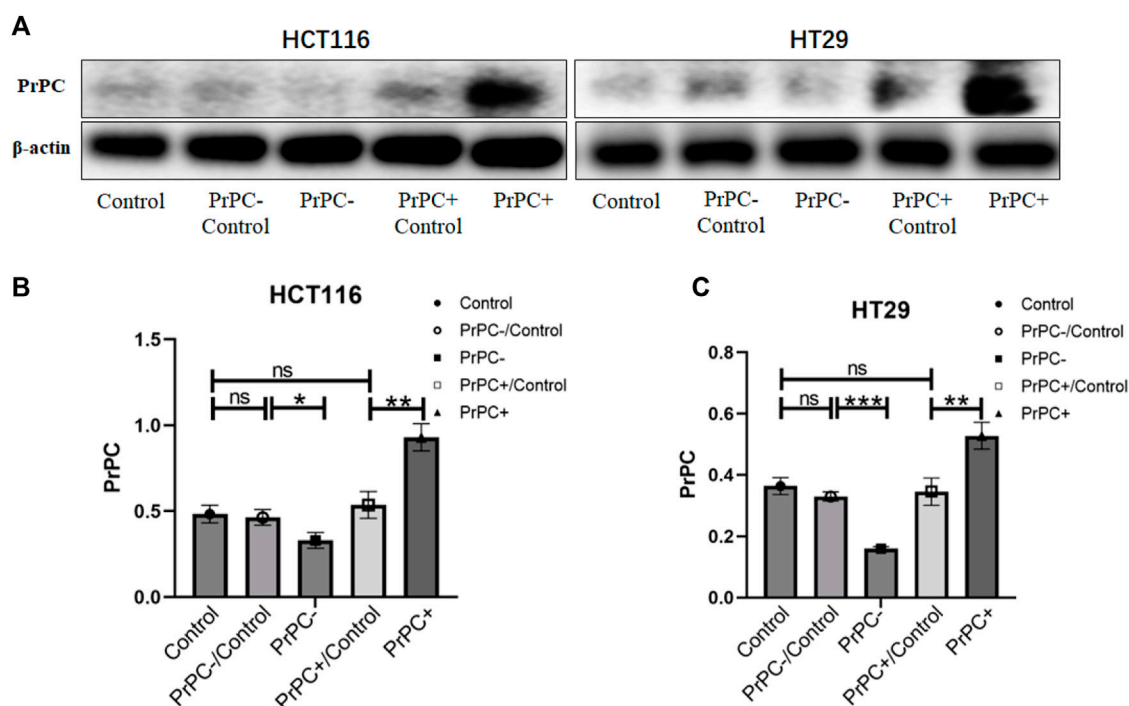 A
HCT116
HT29
PrPC
β-actin
Control
PrPC-
Control
PrPC-
PrPC+
Control
PrPC+
Control
PrPC-
Control
PrPC-
PrPC+
Control
PrPC+
B
HCT116
Control
PrPC-/Control
PrPC-
PrPC+/Control
PrPC+
1.5
1.0
0.5
0.0
PrPC
ns
ns
*
**
Control
PrPC-/Control
PrPC-
PrPC+/Control
PrPC+
C
HT29
Control
PrPC-/Control
PrPC-
PrPC+/Control
PrPC+
0.8
0.6
0.4
0.2
0.0
PrPC
ns
ns
***
**
Control
PrPC-/Control
PrPC-
PrPC+/Control
PrPC+